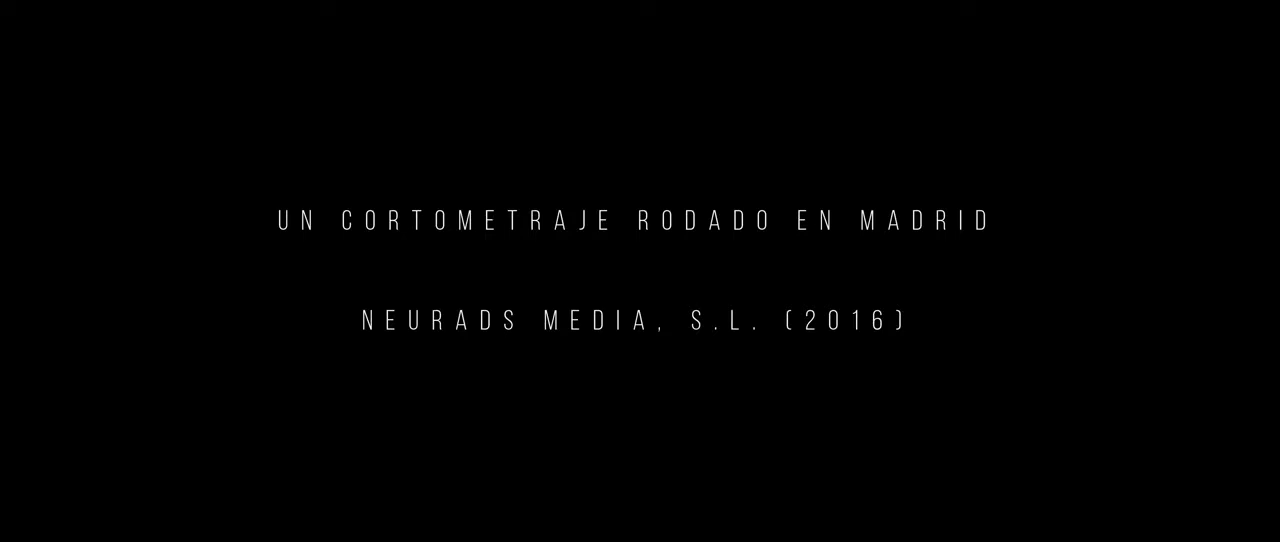 UN CORTOMETRAJE RODADO EN MADRID
NEURADS MEDIA, S.L. (2016)